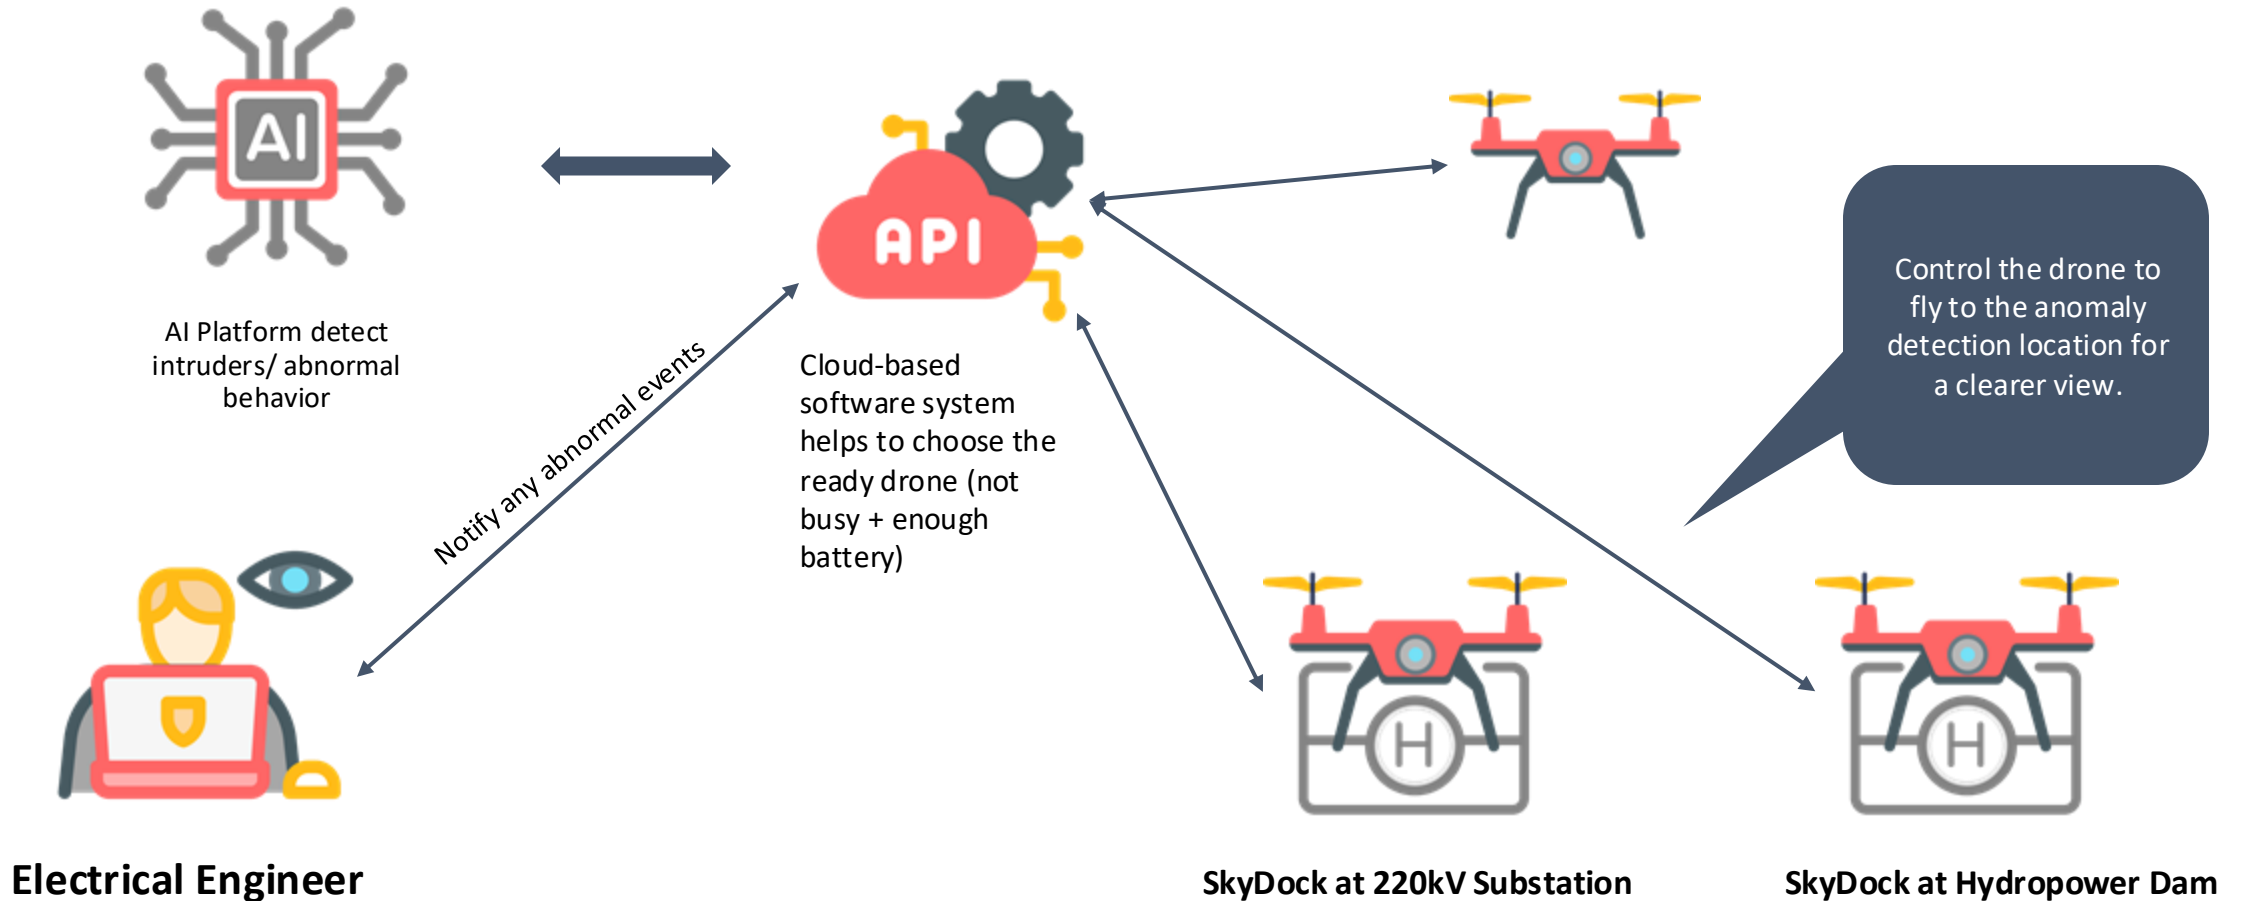 AI
AI Platform detect
intruders/ abnormal
behavior
API
Cloud-based
software system
helps to choose the
ready drone (not
busy + enough
battery)
Notify any abnormal events
Control the drone to
fly to the anomaly
detection location for
a clearer view.
H
H
Electrical Engineer
SkyDock at 220kV Substation
SkyDock at Hydropower Dam